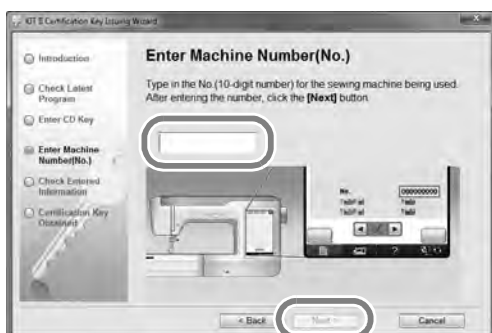 KIT II Certification Key Issuing Wizard
Introduction
Check Latest
Program
Enter CD Key
Enter Machine
Number(No.)
Check Entered
Information
Certification Key
Obtained
Enter Machine Number(No.)
Type in the No.(10-digit number) for the sewing machine being used.
After entering the number, click the [Next] button.
No.
< Back
Next >
Cancel